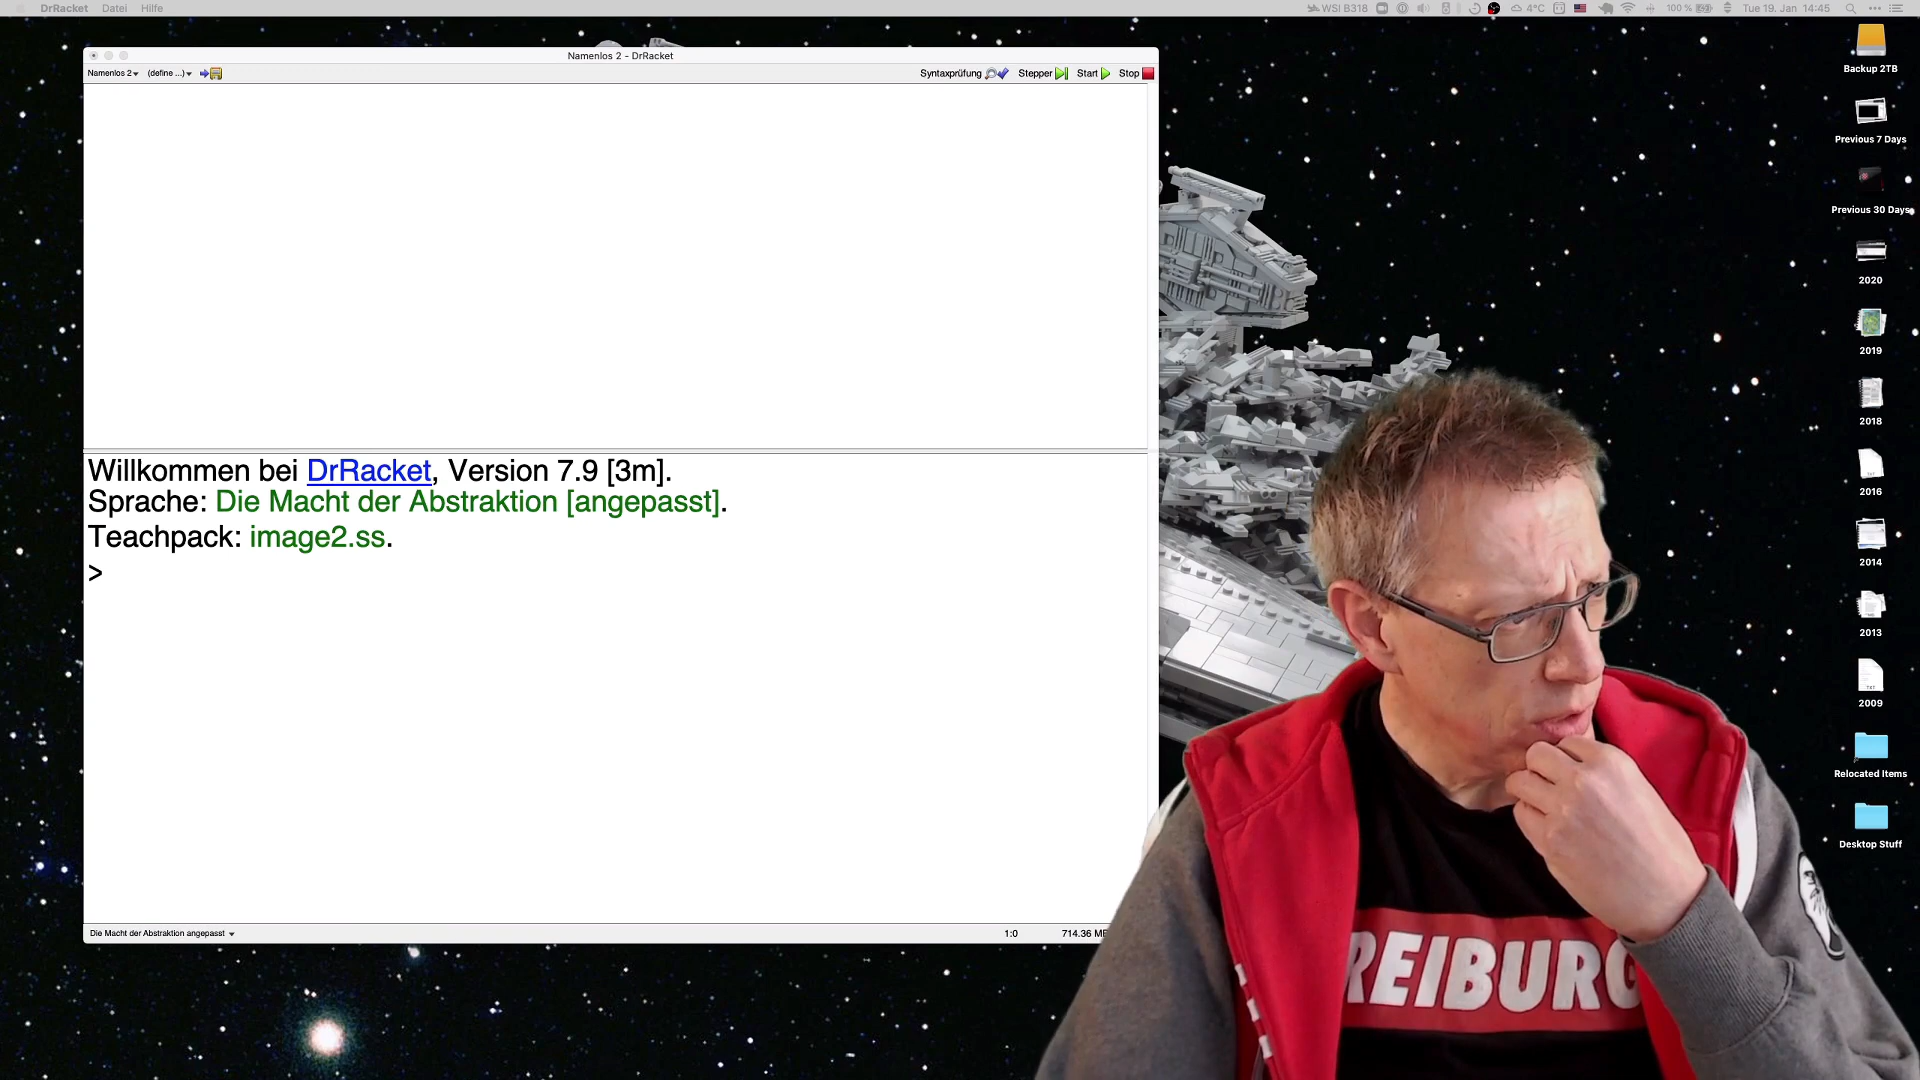 DrRacket Datei Hilfe
WSI B318
4°C
100 %
Tue 19. Jan 14:45
Namenlos 2 - DrRacket
Namenlos 2
(define ...)
Syntaxprüfung
Stepper
Start
Stop
Willkommen bei DrRacket, Version 7.9 [3m].
Sprache: Die Macht der Abstraktion [angepasst].
Teachpack: image2.ss.
>
Die Macht der Abstraktion angepasst
1:0
714.36
Backup 2TB
Previous 7 Days
Previous 30 Days
2020
2019
2018
2016
2014
2013
2009
Relocated Items
Desktop Stuff
REIBURG